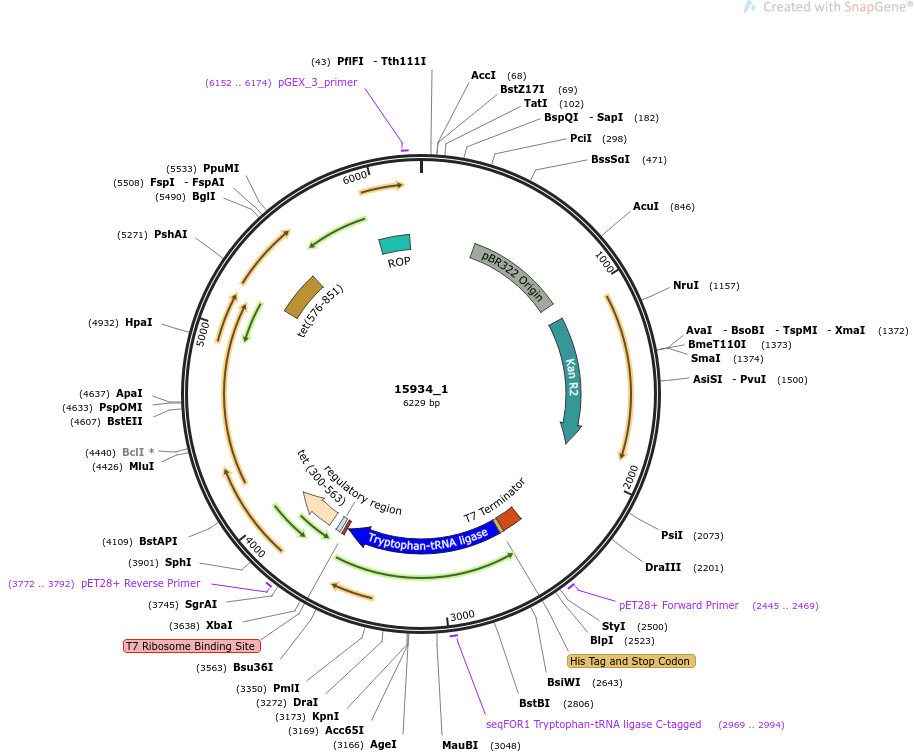 Created with SnapGene®
(43) PflFI - Tth111I
(6152 .. 6174) pGEX_3_primer
AccI (68)
BstZ17I (69)
TatI (102)
BspQI - SapI (182)
PciI (298)
BssSαI (471)
AcuI (846)
NruI (1157)
AvaI - BsoBI - TspMI - XmaI (1372)
BmeT110I (1373)
SmaI (1374)
AsiSI - PvuI (1500)
PsiI (2073)
DraIII (2201)
pET28+ Forward Primer (2445 .. 2469)
StyI (2500)
BlpI (2523)
His Tag and Stop Codon
BsiWI (2643)
BstBI (2806)
seqFOR1 Tryptophan-tRNA ligase C-tagged (2969 .. 2994)
MauBI (3048)
(3166) AgeI
(3169) Acc65I
(3173) KpnI
(3272) DraI
(3350) PmlI
(3563) Bsu36I
T7 Ribosome Binding Site
(3638) XbaI
(3745) SgrAI
(3772 .. 3792) pET28+ Reverse Primer
(3901) SphI
(4109) BstAPI
(4426) MluI
(4440) BclI *
(4607) BstEII
(4633) PspOMI
(4637) ApaI
(4932) HpaI
(5271) PshAI
(5490) BglI
(5508) FspI - FspAI
(5533) PpuMI
1000
2000
3000
4000
5000
6000
pBR322 Origin
Kan R2
T7 Terminator
Tryptophan-tRNA ligase
regulatory region
tet (300-563)
tet(576-851)
ROP
15934_1
6229 bp